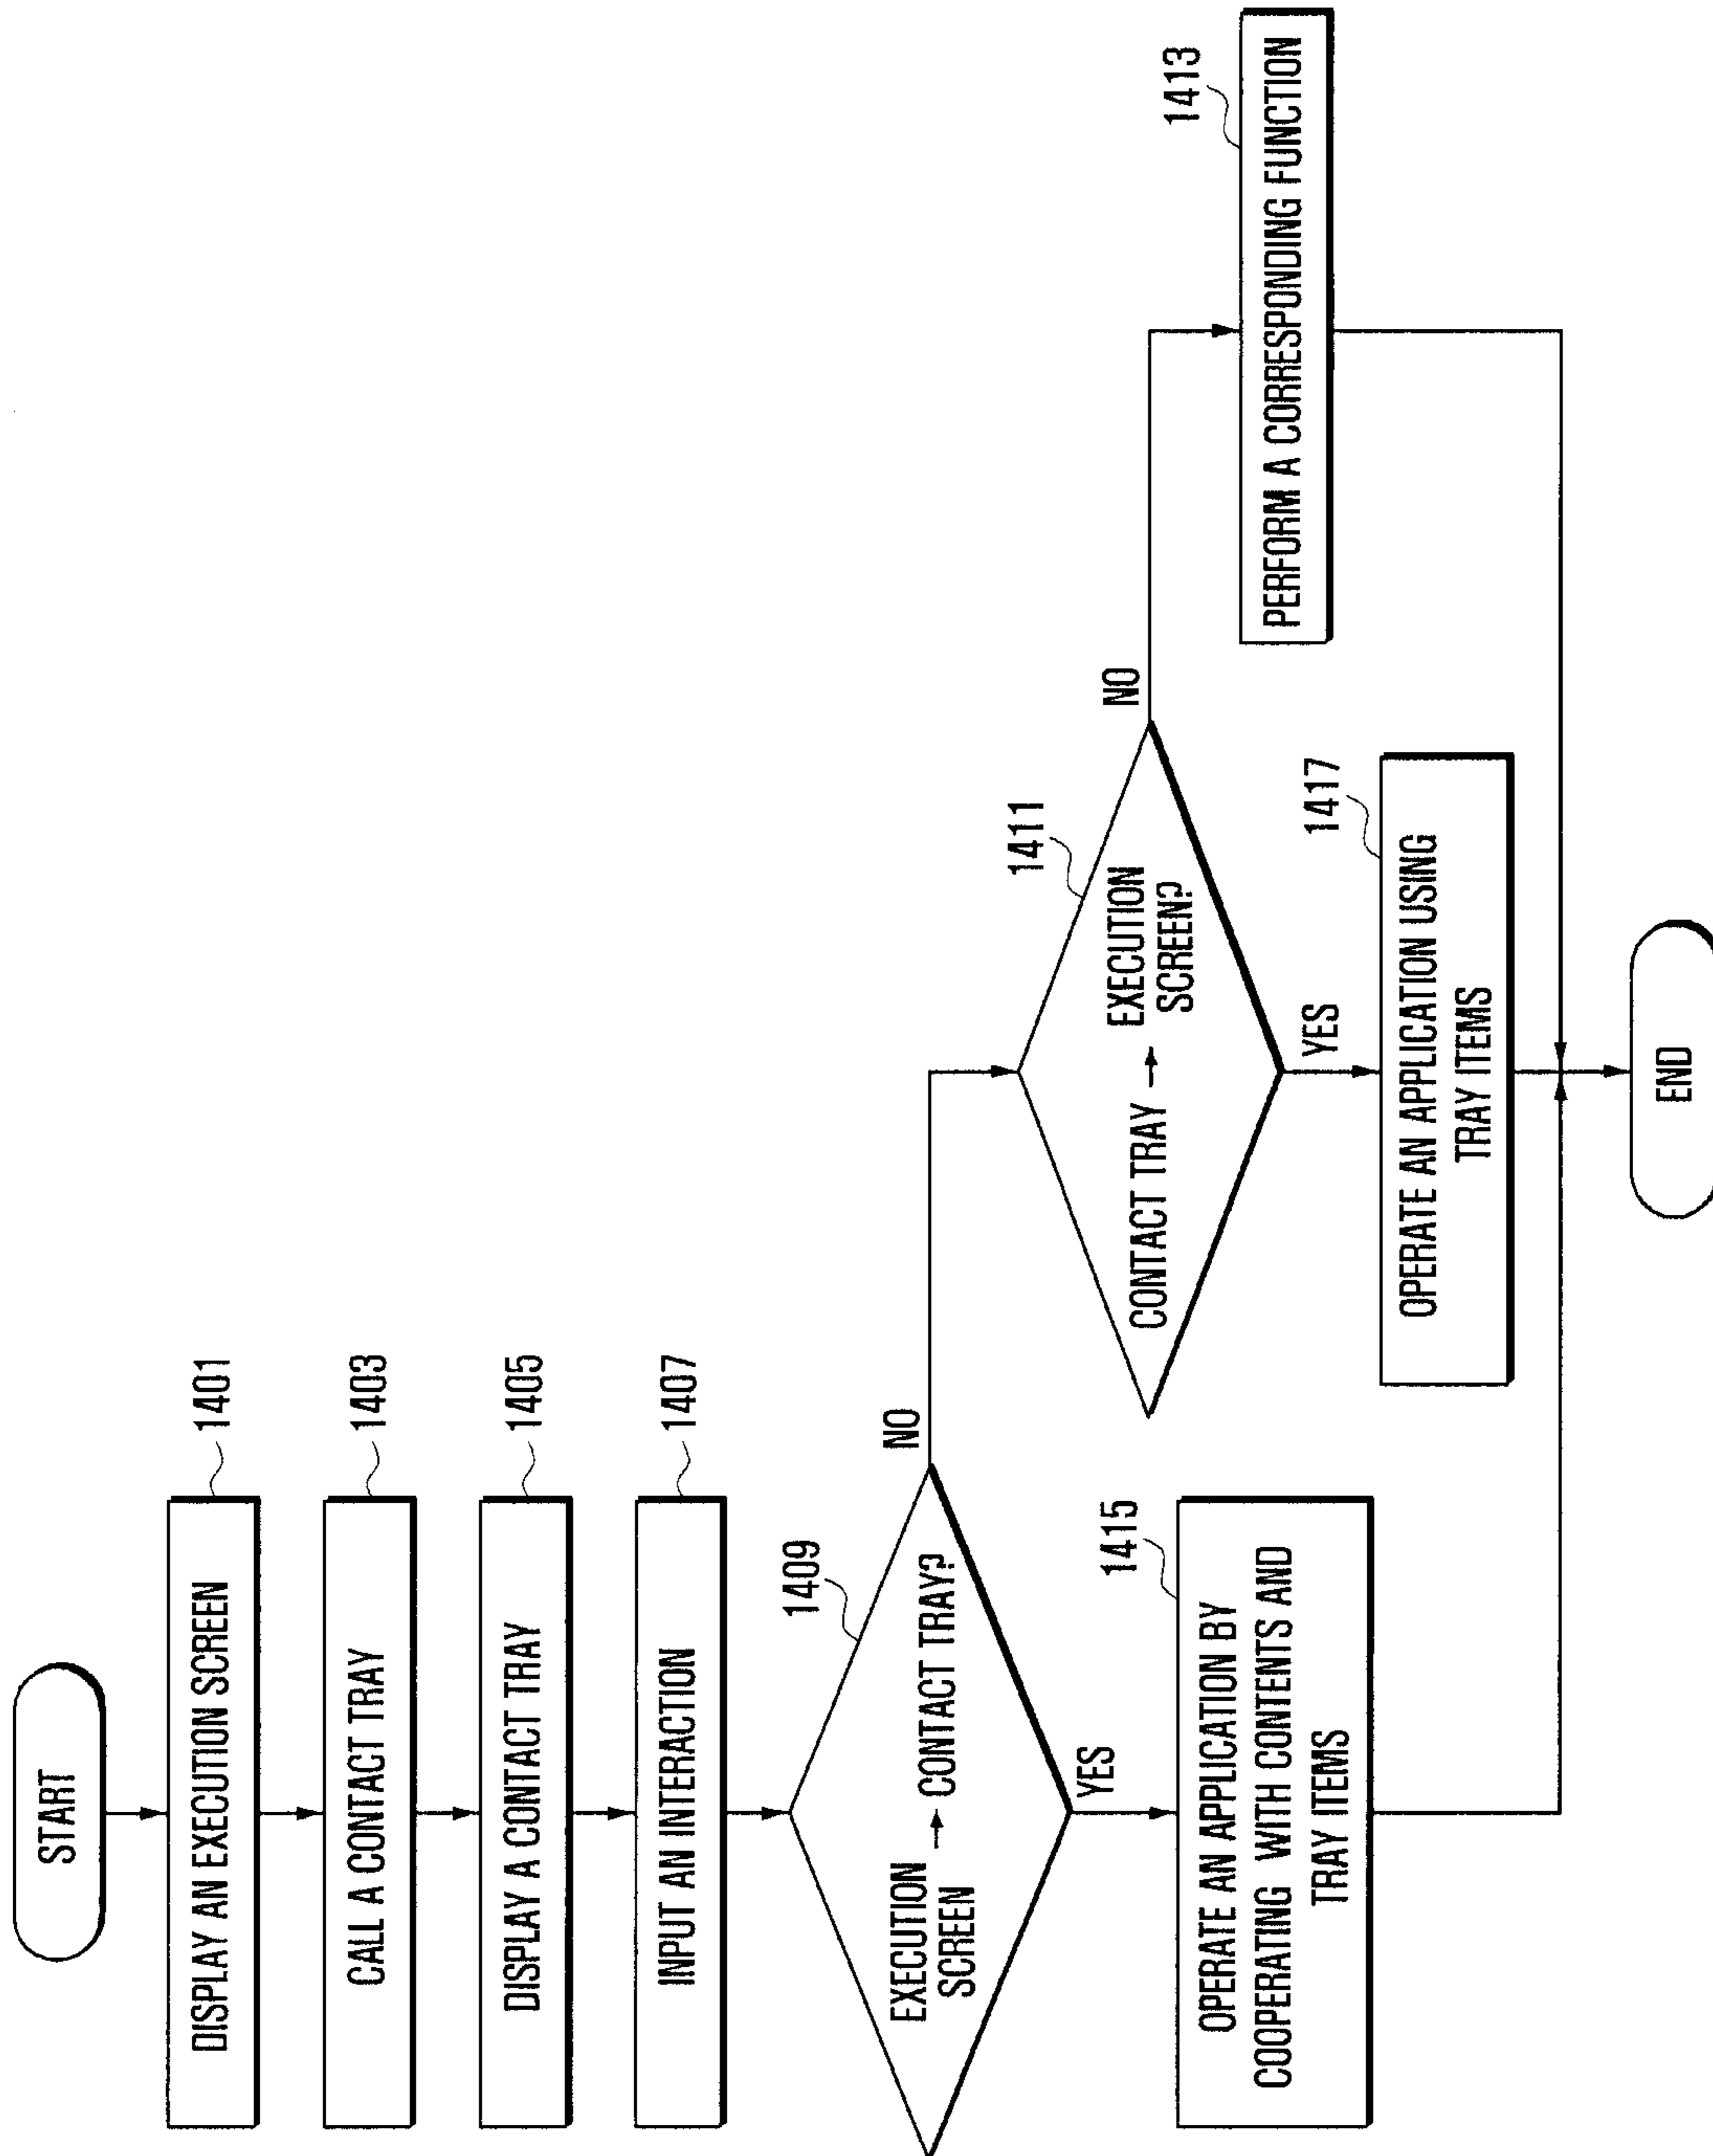 START
DISPLAY AN EXECUTION SCREEN
1401
CALL A CONTACT TRAY
1403
DISPLAY A CONTACT TRAY
1405
INPUT AN INTERACTION
1407
1409
EXECUTION
SCREEN
→ CONTACT TRAY?
NO
YES
1411
CONTACT TRAY →
EXECUTION
SCREEN?
NO
YES
1413
PERFORM A CORRESPONDING FUNCTION
1415
OPERATE AN APPLICATION BY
COOPERATING WITH CONTENTS AND
TRAY ITEMS
1417
OPERATE AN APPLICATION USING
TRAY ITEMS
END